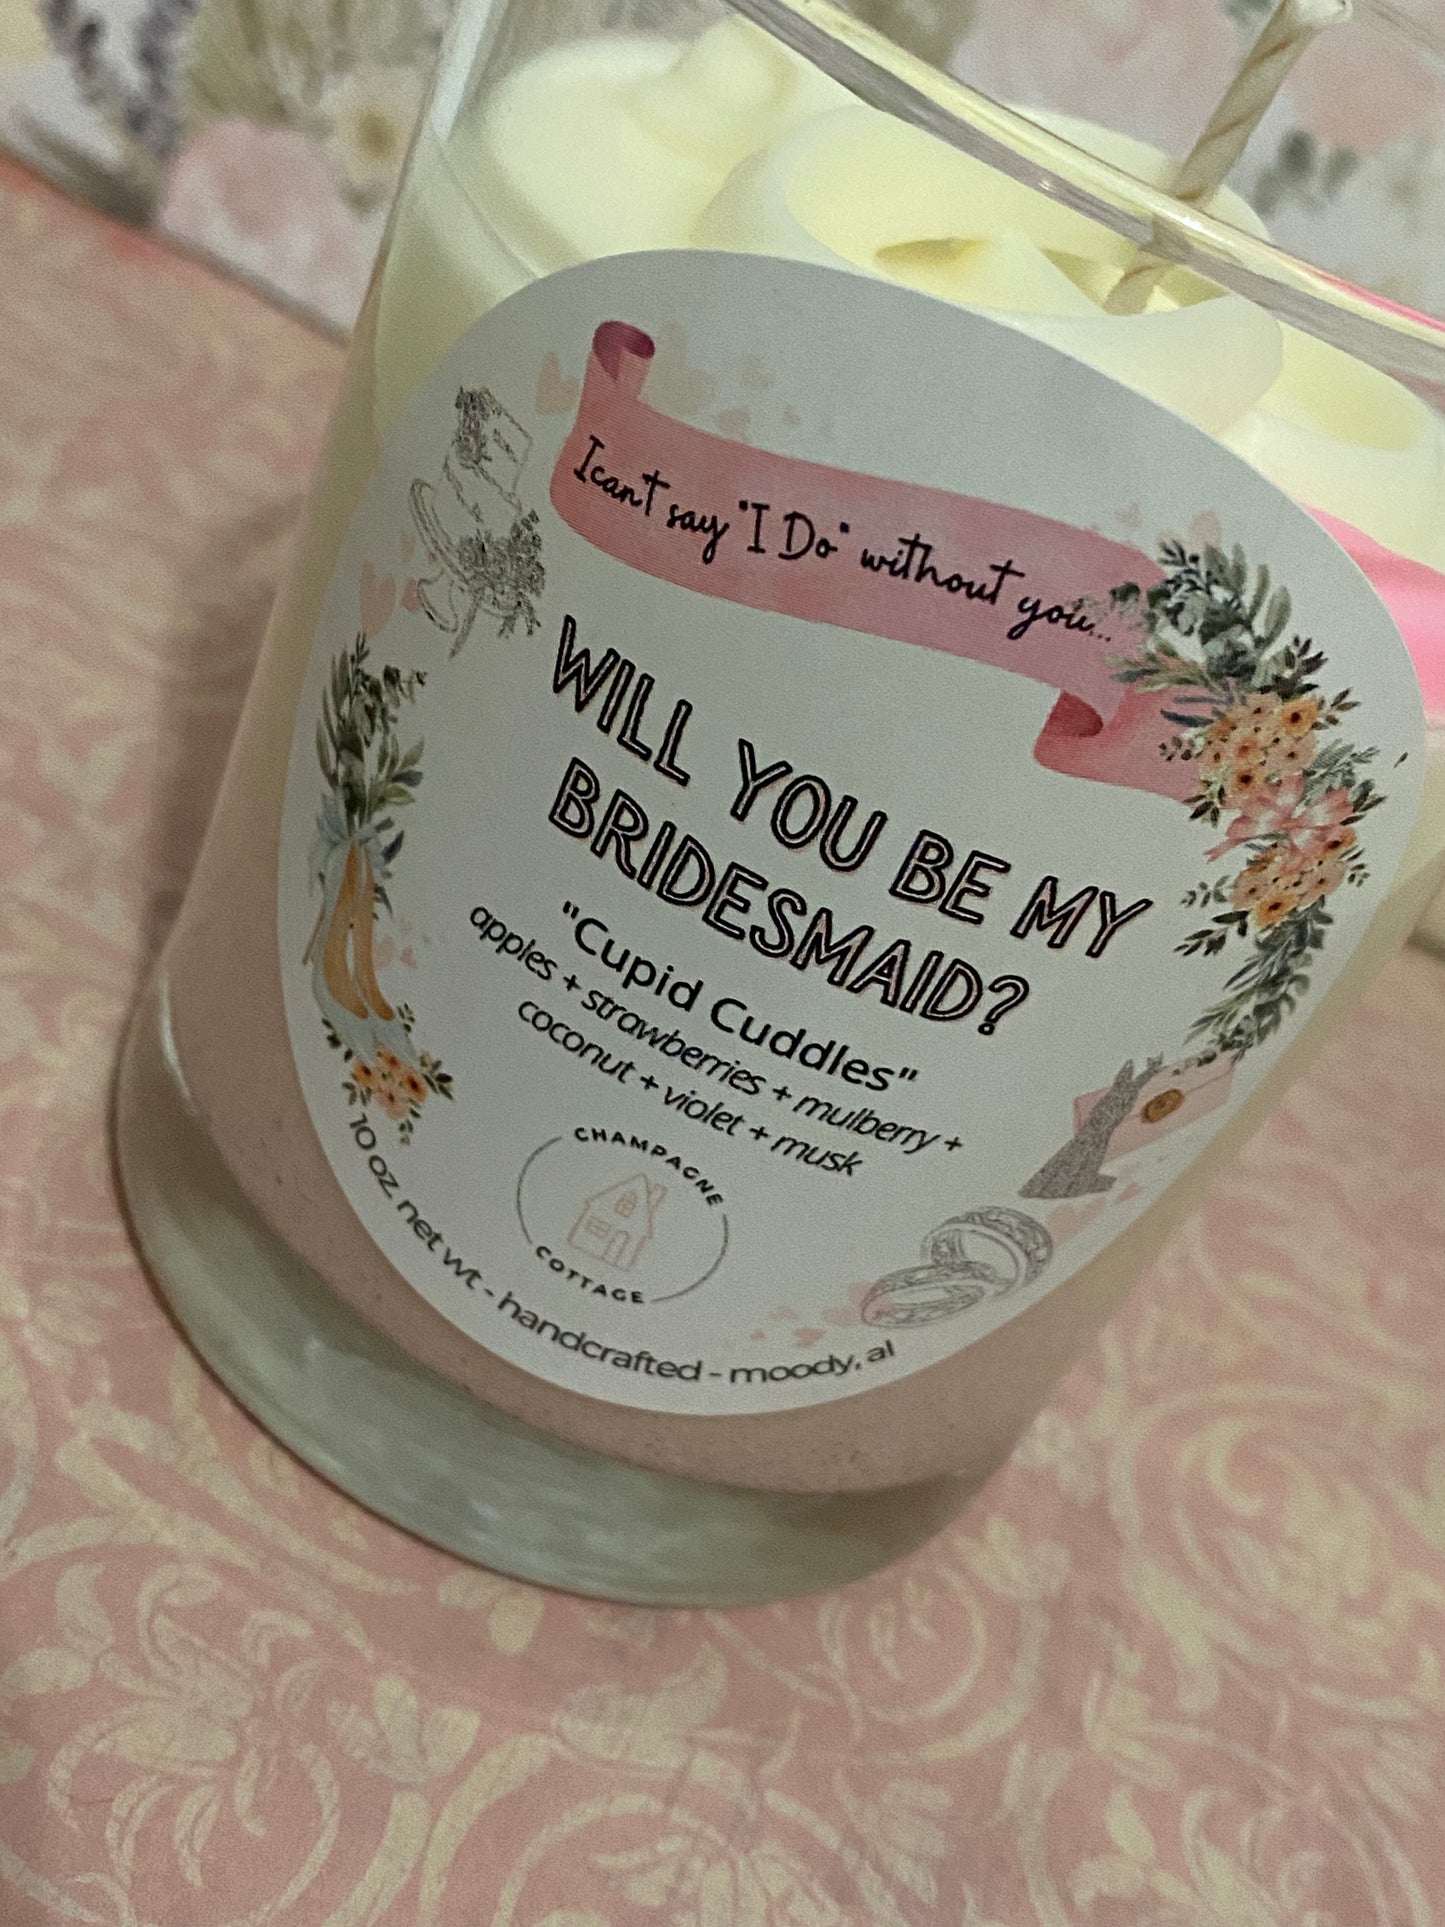 I can't say "I Do" without you...
WILL YOU BE MY
BRIDESMAID?
"Cupid Cuddles"
apples + strawberries + mulberry +
coconut + violet + musk
CHAMPAGNE
COTTAGE
10 oz net wt - handcrafted - moody, al